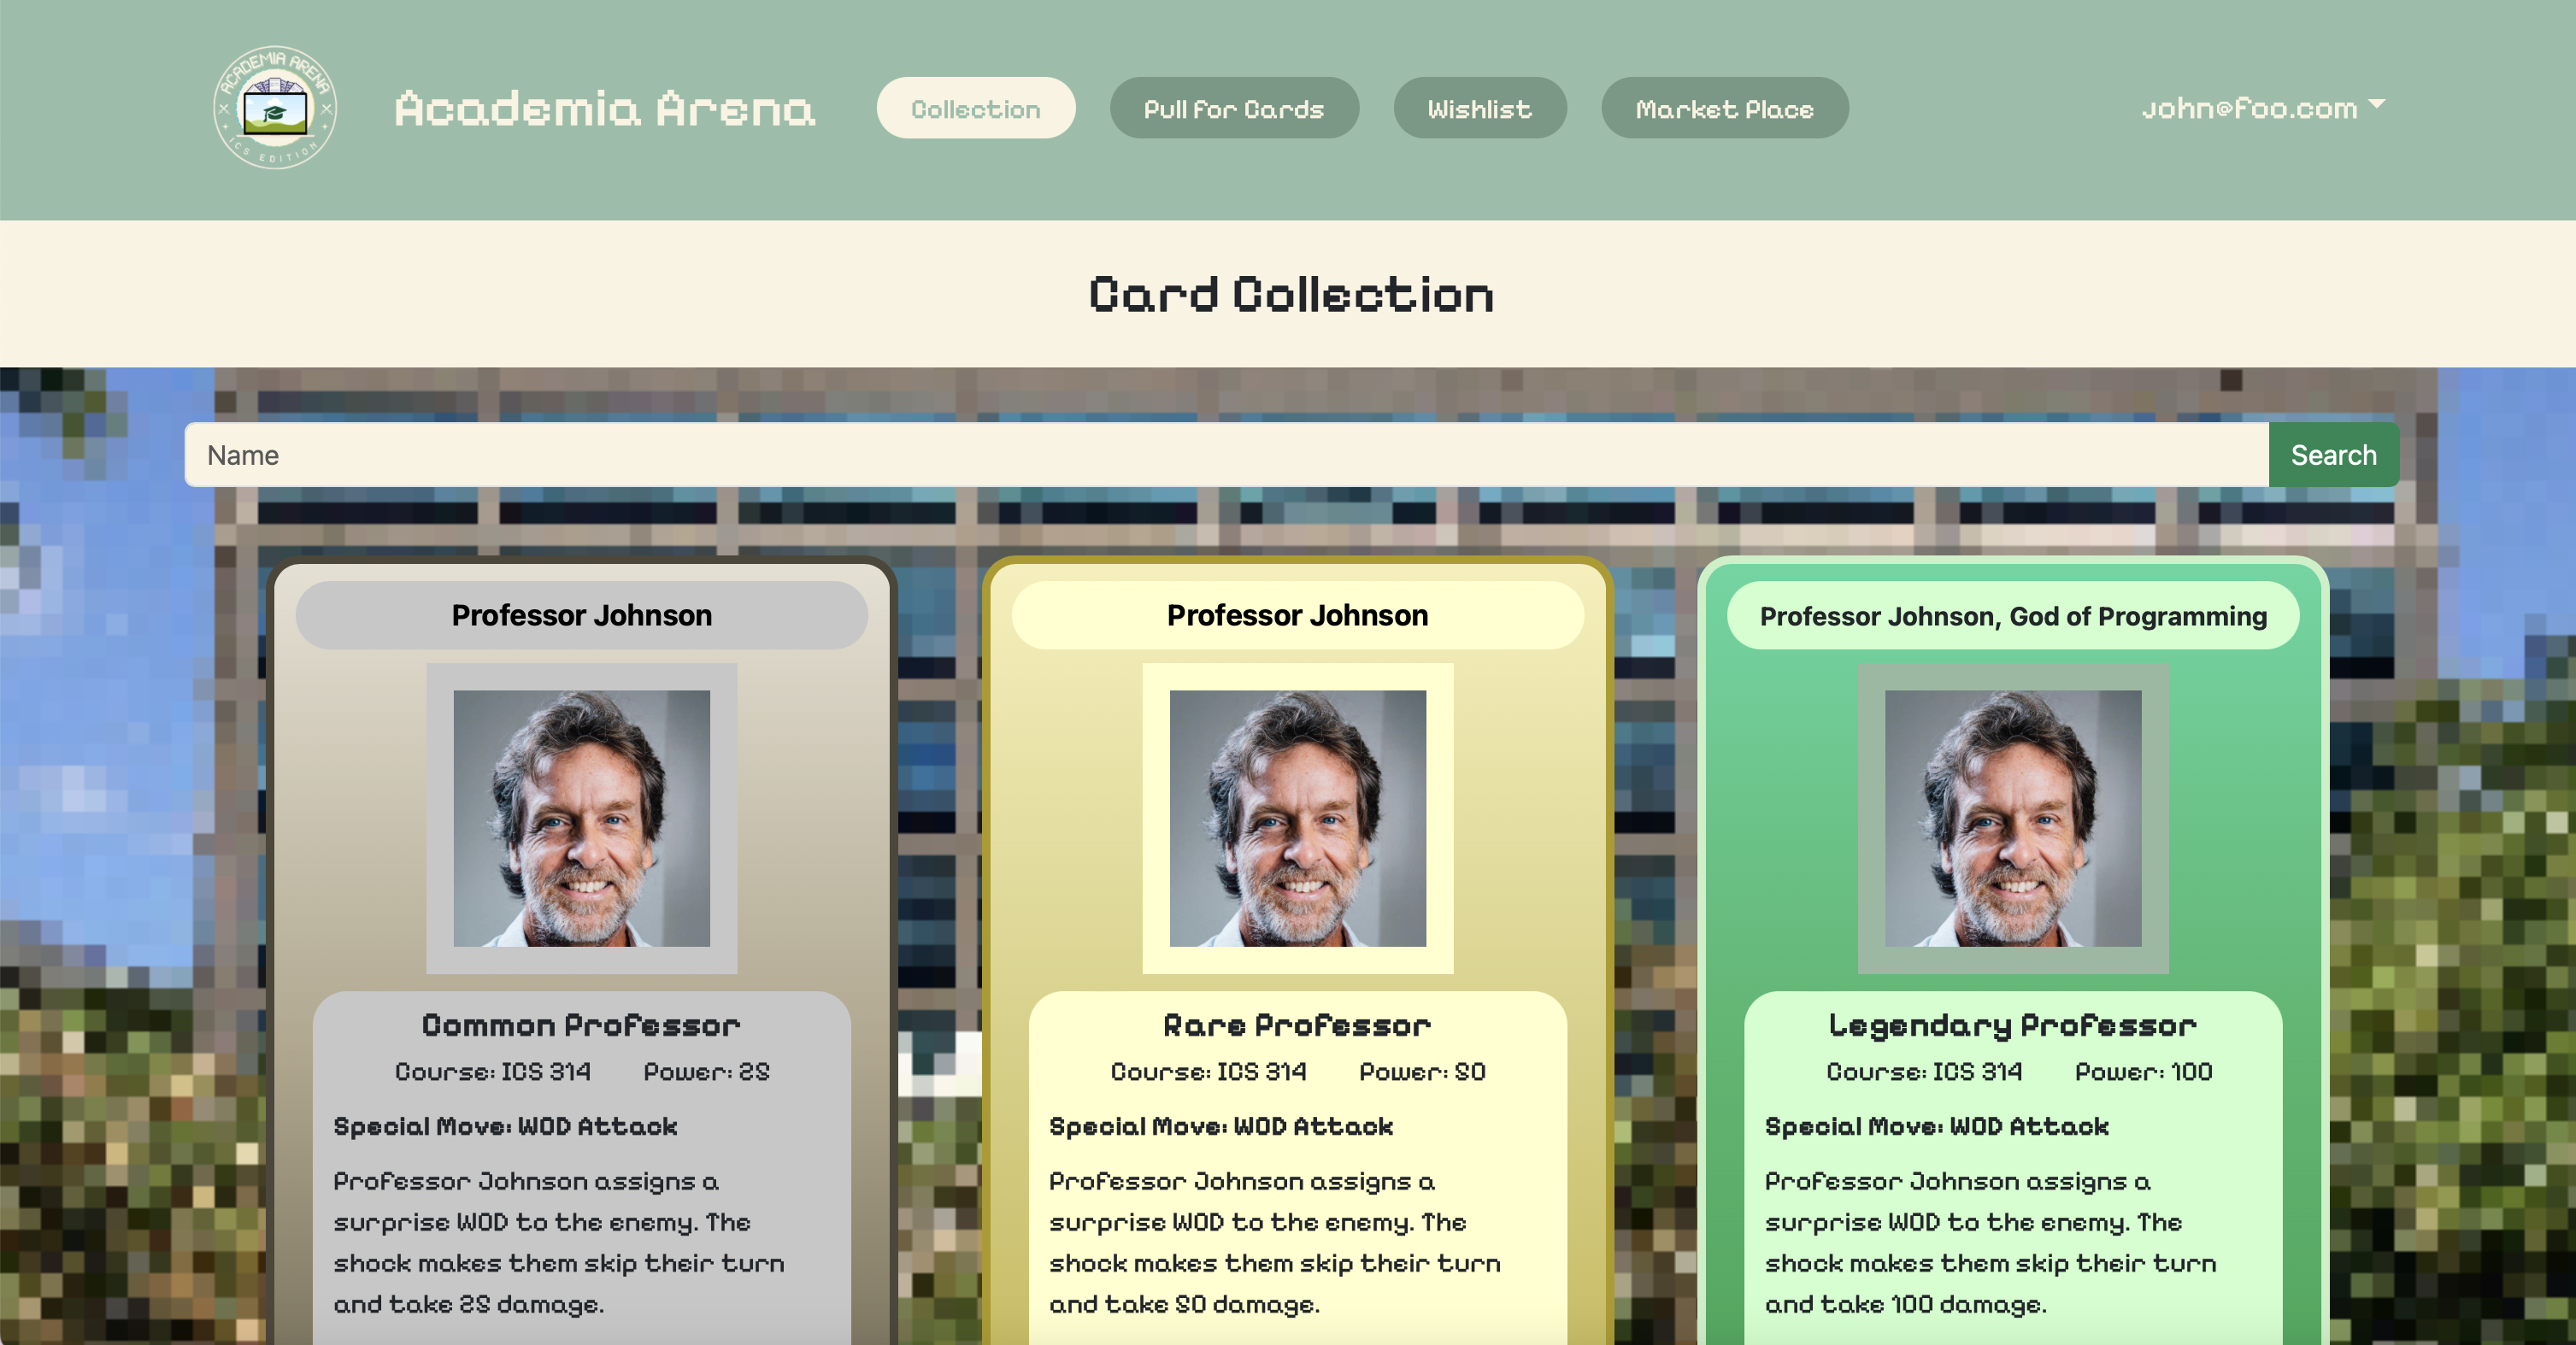 ACADEMIA ARENA
ICS EDITION
Academia Arena
Collection
Pull for Cards
Wishlist
Market Place
john@foo.com
Card Collection
Name
Search
Professor Johnson
Common Professor
Course: ICS 314 Power: 25
Special Move: WOD Attack
Professor Johnson assigns a
surprise WOD to the enemy. The
shock makes them skip their turn
and take 25 damage.
Professor Johnson
Rare Professor
Course: ICS 314 Power: 50
Special Move: WOD Attack
Professor Johnson assigns a
surprise WOD to the enemy. The
shock makes them skip their turn
and take 50 damage.
Professor Johnson, God of Programming
Legendary Professor
Course: ICS 314 Power: 100
Special Move: WOD Attack
Professor Johnson assigns a
surprise WOD to the enemy. The
shock makes them skip their turn
and take 100 damage.